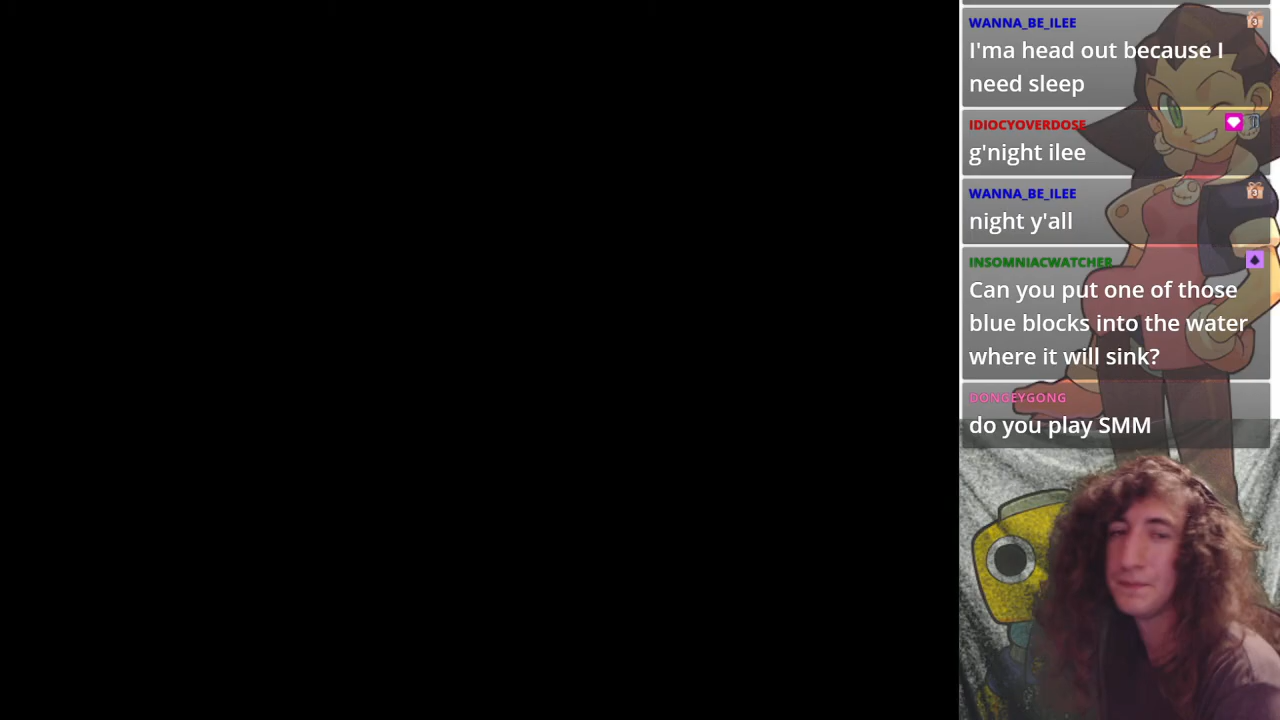 WANNA_BE_ILEE
I'ma head out because I
need sleep
IDIOCYOVERDOSE
g'night ilee
WANNA_BE_ILEE
night y'all
INSOMNIACWATCHER
Can you put one of those
blue blocks into the water
where it will sink?
DONGEYGONG
do you play SMM